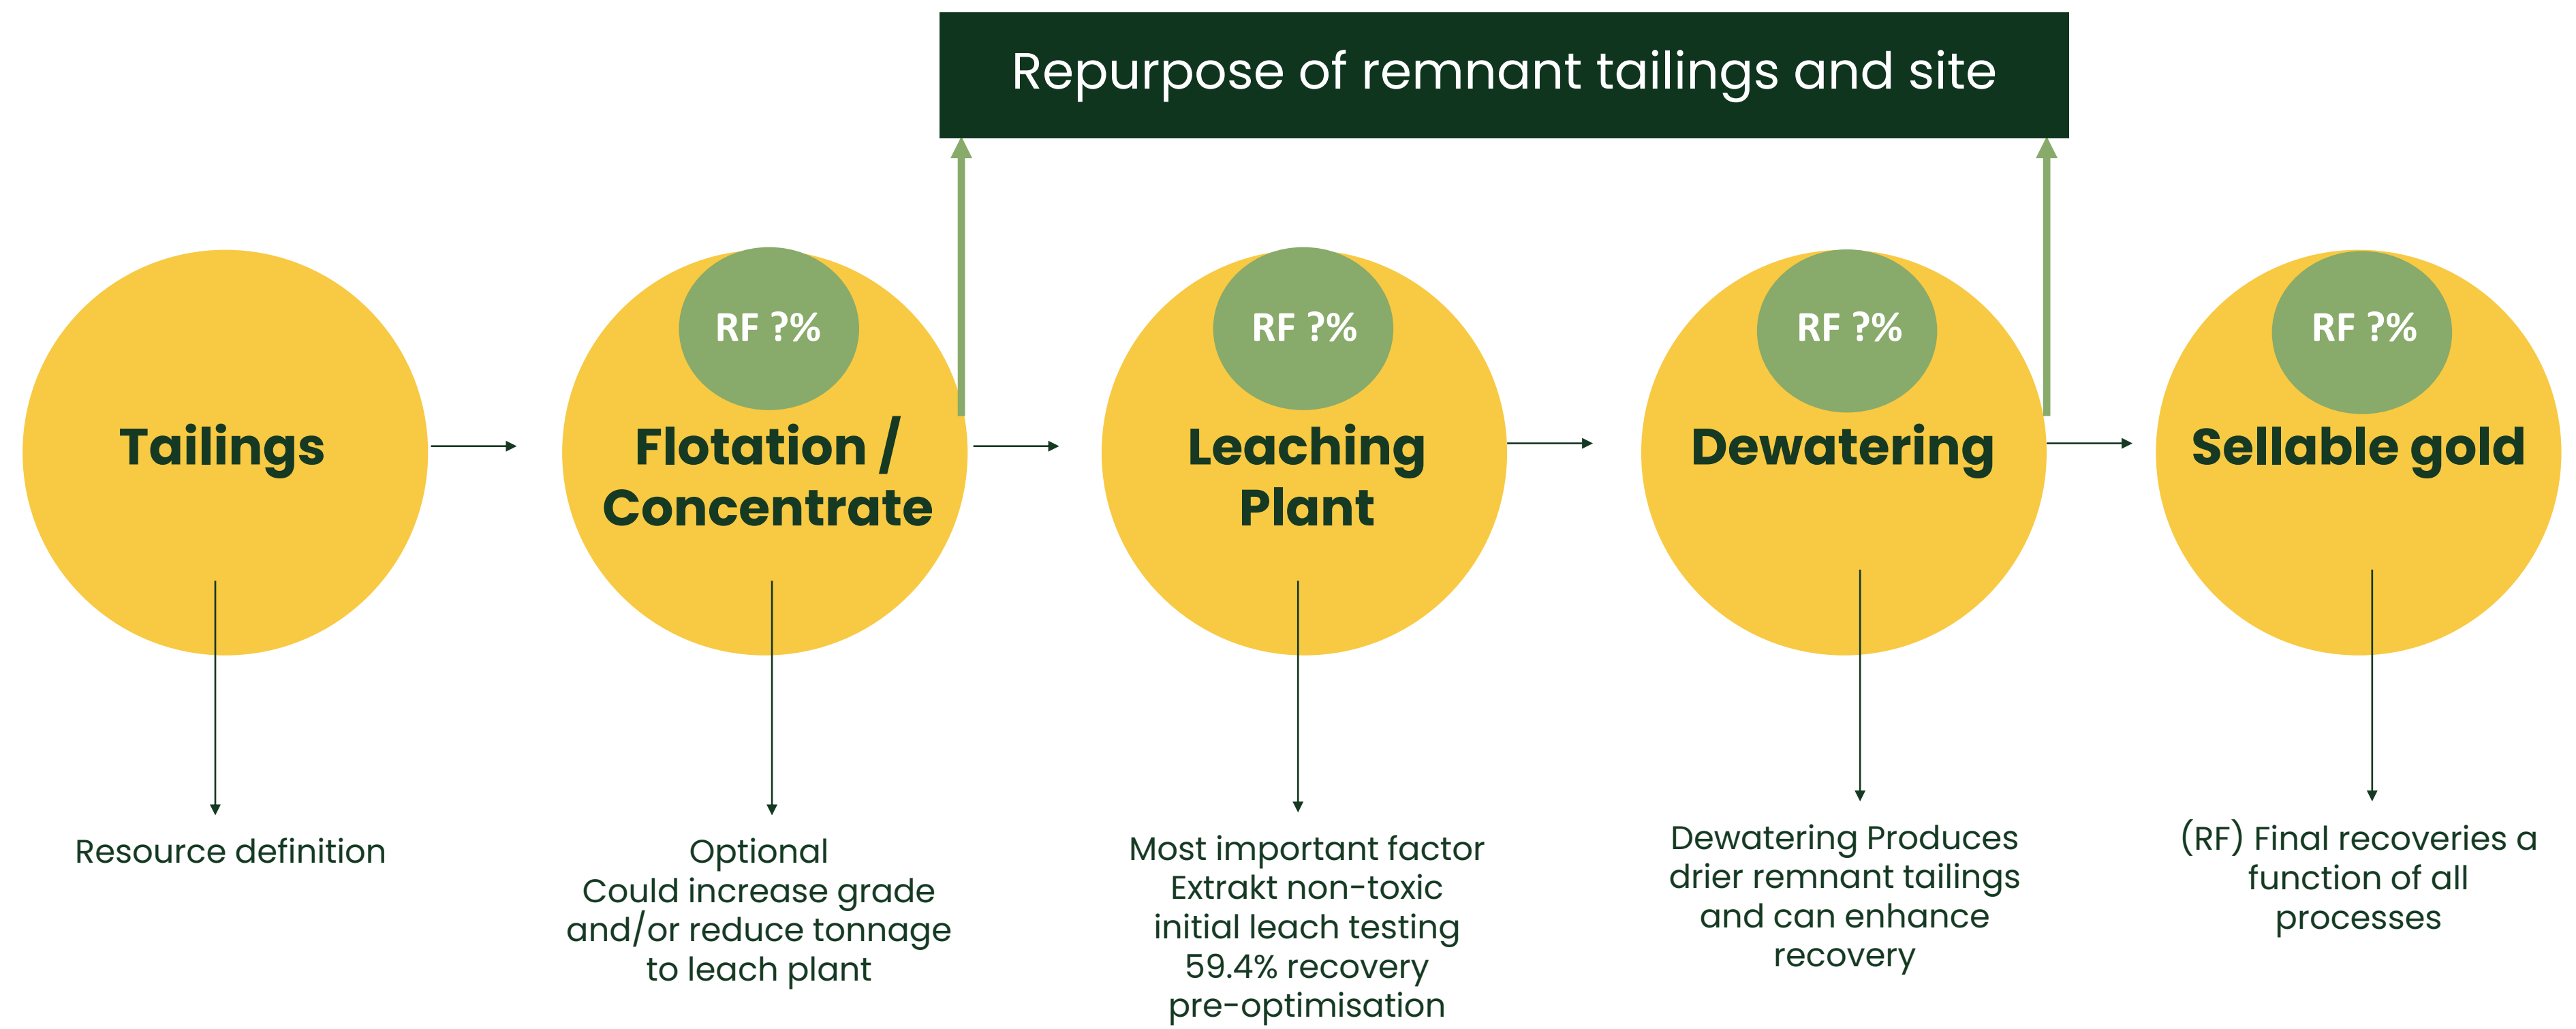 Repurpose of remnant tailings and site
RF ?%
RF ?%
RF ?%
RF ?%
Tailings
Flotation /
Concentrate
Leaching
Plant
Dewatering
Sellable gold
Resource definition
Optional
Could increase grade
and/or reduce tonnage
to leach plant
Most important factor
Extrakt non-toxic
initial leach testing
59.4% recovery
pre-optimisation
Dewatering Produces
drier remnant tailings
and can enhance
recovery
(RF) Final recoveries a
function of all
processes